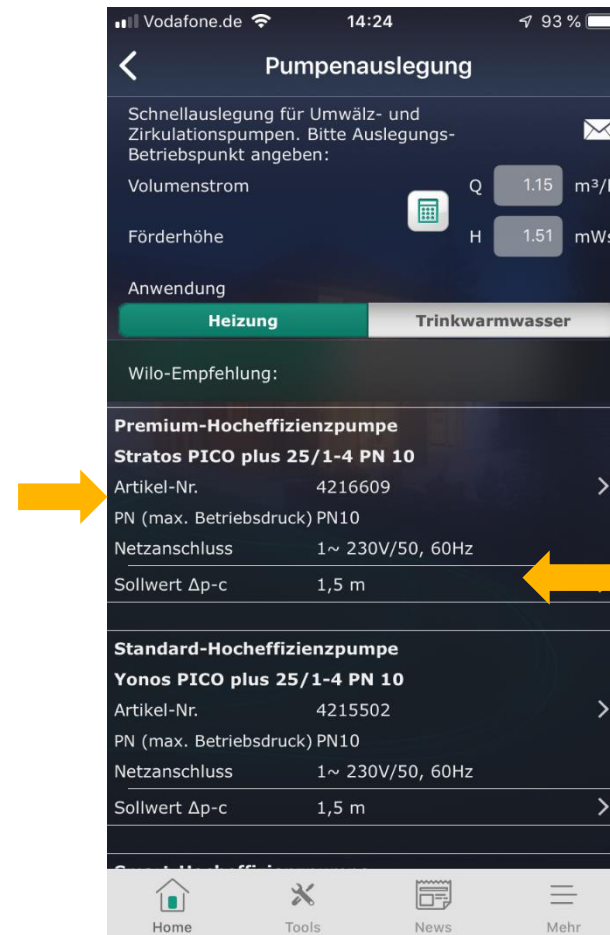 Vodafone.de 14:24 93 %
Pumpenauslegung
Schnellauslegung für Umwälz- und
Zirkulationspumpen. Bitte Auslegungs-
Betriebspunkt angeben:
Volumenstrom Q 1.15 m³/
Förderhöhe H 1.51 mWs
Anwendung
Heizung Trinkwarmwasser
Wilo-Empfehlung:
Premium-Hocheffizienzpumpe
Stratos PICO plus 25/1-4 PN 10
Artikel-Nr. 4216609
PN (max. Betriebsdruck) PN10
Netzanschluss 1~ 230V/50, 60Hz
Sollwert Δp-c 1,5 m
Standard-Hocheffizienzpumpe
Yonos PICO plus 25/1-4 PN 10
Artikel-Nr. 4215502
PN (max. Betriebsdruck) PN10
Netzanschluss 1~ 230V/50, 60Hz
Sollwert Δp-c 1,5 m
Home Tools News Mehr